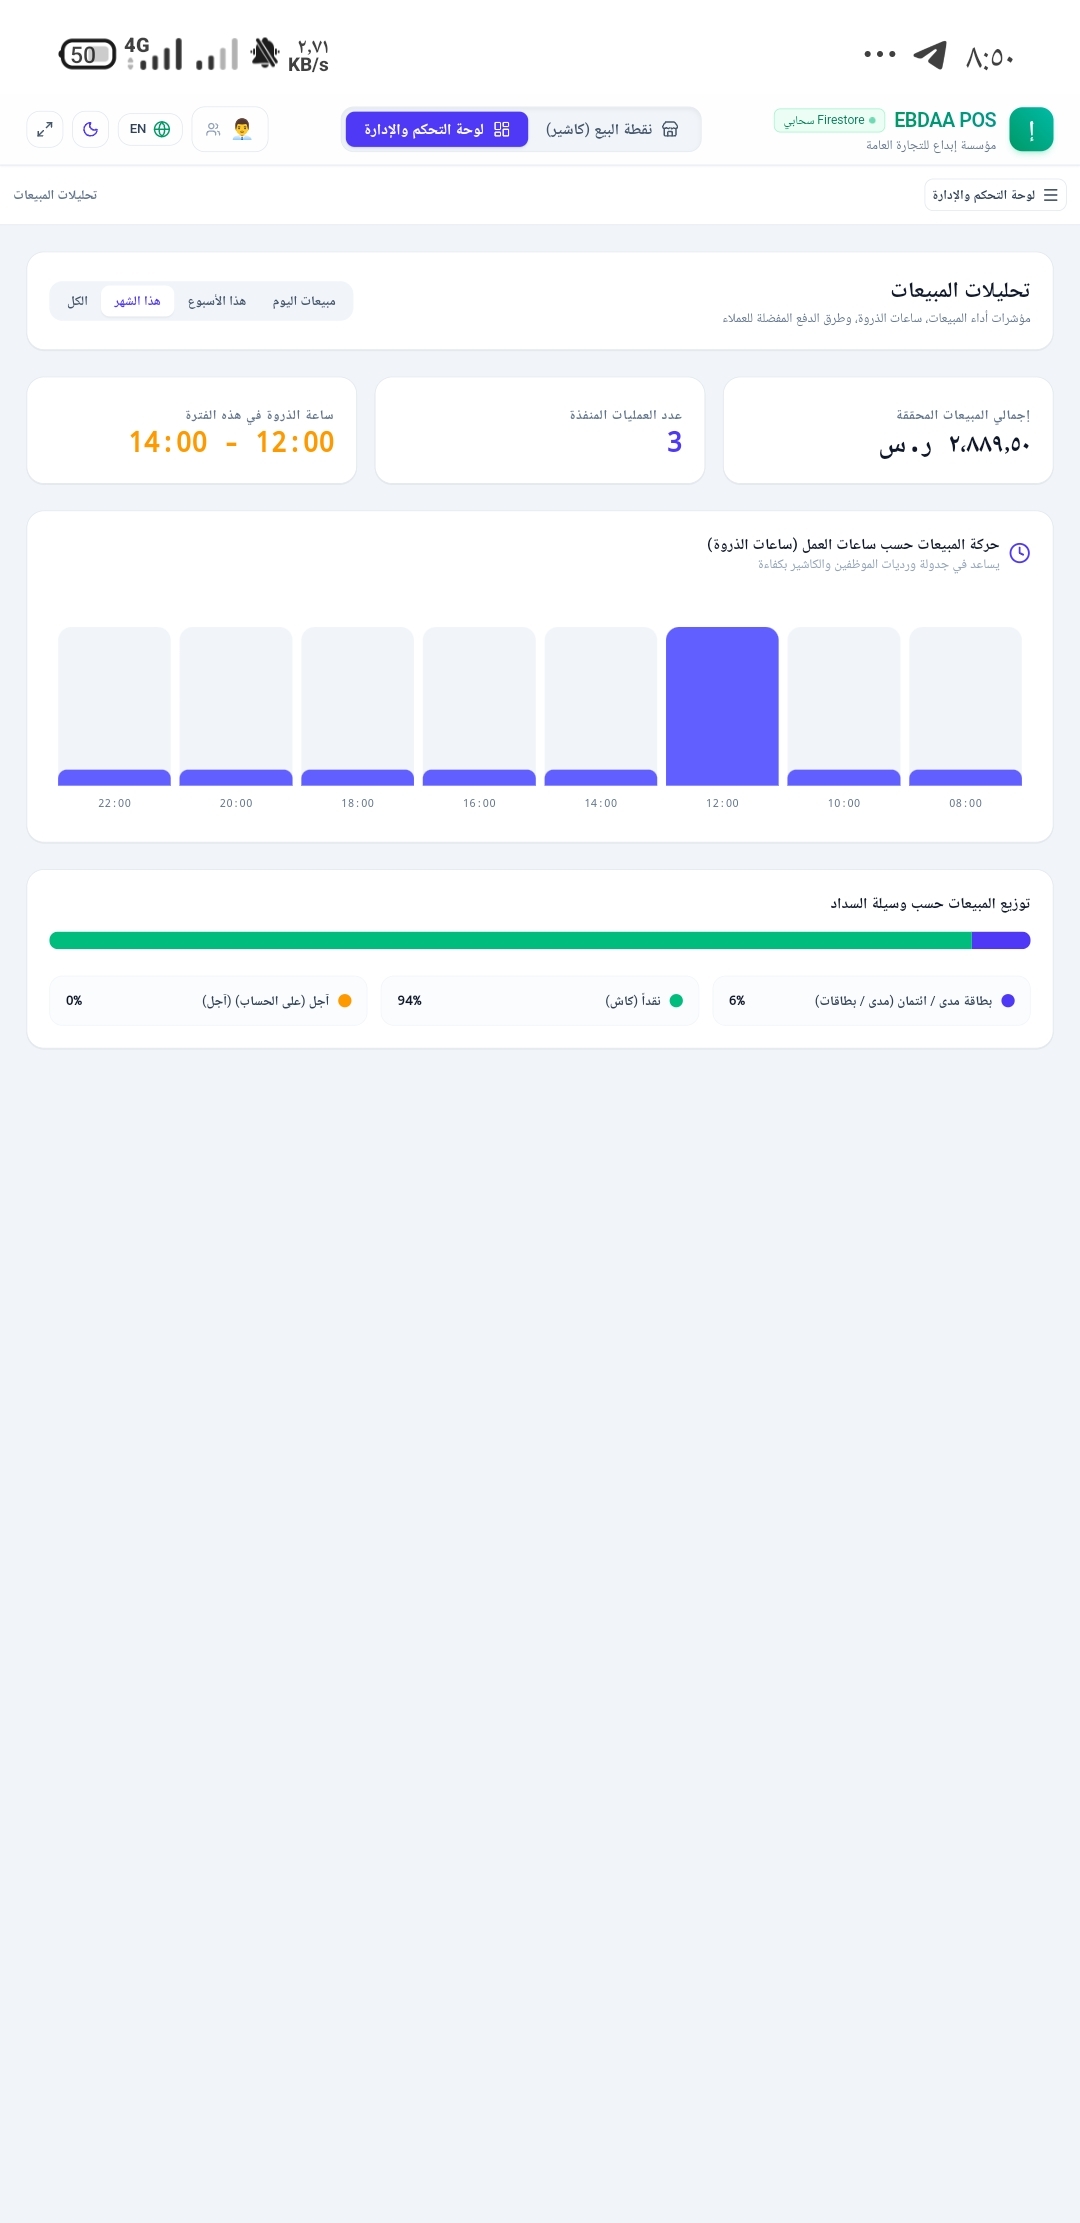 ٨:٥٠
٢,٧١ KB/s
4G
50
إ
EBDAA POS
Firestore سحابي
مؤسسة إبداع للتجارة العامة
نقطة البيع (كاشير)
لوحة التحكم والإدارة
EN
لوحة التحكم والإدارة
تحليلات المبيعات
تحليلات المبيعات
مؤشرات أداء المبيعات، ساعات الذروة، وطرق الدفع المفضلة للعملاء
مبيعات اليوم
هذا الأسبوع
هذا الشهر
الكل
إجمالي المبيعات المحققة
٢،٨٨٩,٥٠ ر.س
عدد العمليات المنفذة
3
ساعة الذروة في هذه الفترة
12:00 - 14:00
حركة المبيعات حسب ساعات العمل (ساعات الذروة)
يساعد في جدولة ورديات الموظفين والكاشير بكفاءة
08:00
10:00
12:00
14:00
16:00
18:00
20:00
22:00
توزيع المبيعات حسب وسيلة السداد
بطاقة مدى / ائتمان (مدى / بطاقات)
6%
نقداً (كاش)
94%
آجل (على الحساب) (آجل)
0%